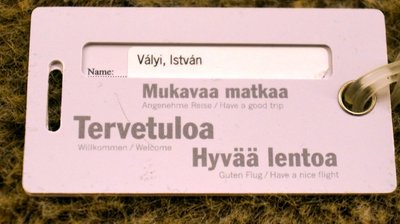 Vályi, István
Name:
Mukavaa matkaa
Angenehme Reise / Have a good trip
Tervetuloa
Willkommen / Welcome
Hyvää lentoa
Guten Flug / Have a nice flight